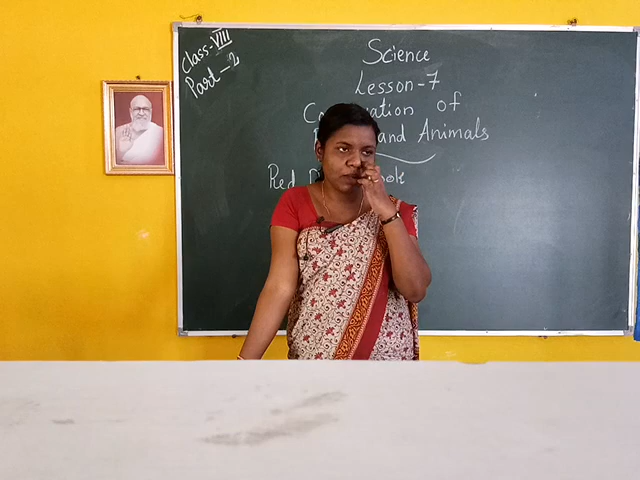 Class-VIII
Part-2
Science
Lesson-7
of
and Animals
Red